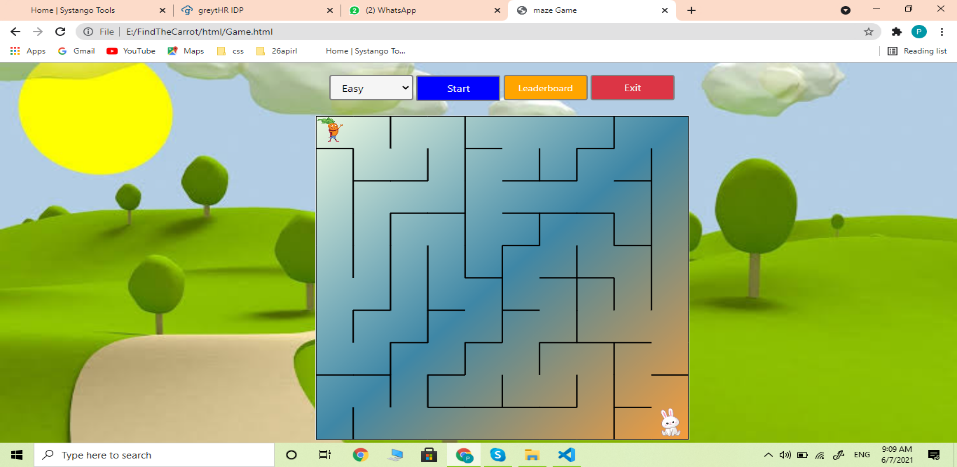 Home | Systango Tools
greytHR IDP
(2) WhatsApp
maze Game
File | E:/FindTheCarrot/html/Game.html
Apps Gmail YouTube Maps css 26apirl Home | Systango To... Reading list
Easy Start Leaderboard Exit
Type here to search
ENG
9:09 AM
6/7/2021